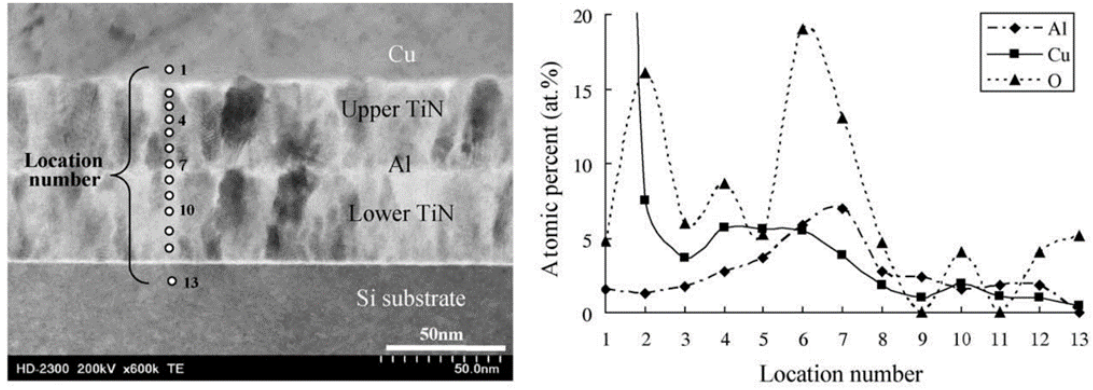 Cu
1
Upper TiN
4
Location
number
7
Al
10
Lower TiN
13
Si substrate
50nm
HD-2300 200kV x600k TE
50.0nm
Atomic percent (at.%)
20
15
10
5
0
Al
Cu
O
1 2 3 4 5 6 7 8 9 10 11 12 13
Location number